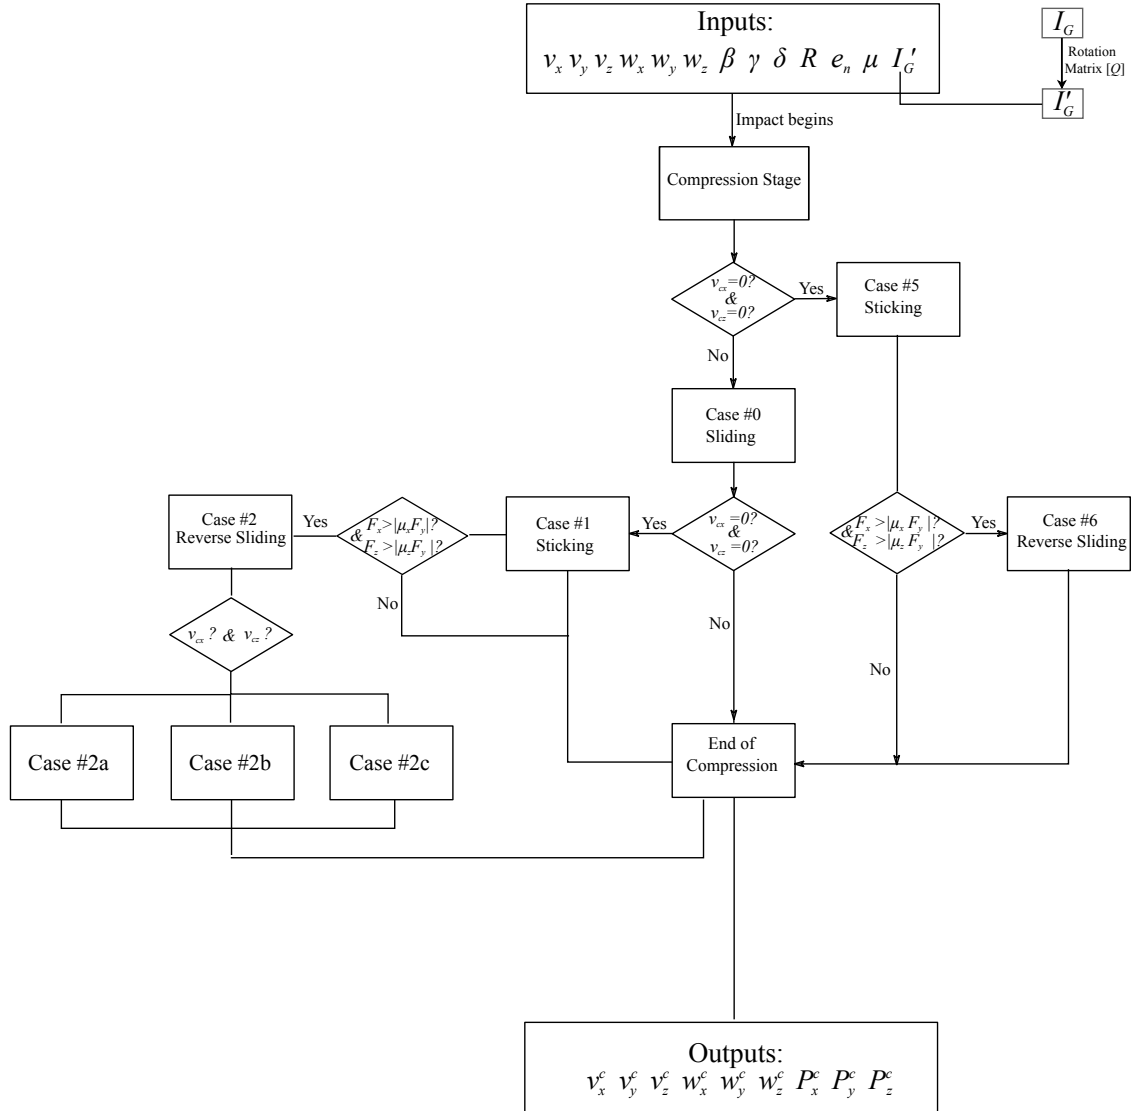 Inputs:
v_x v_y v_z w_x w_y w_z β γ δ R e_n μ I_G'
I_G
Rotation
Matrix [Q]
I'_G
Impact begins
Compression Stage
v_cx=0?
&
v_cz=0?
Yes
Case #5
Sticking
No
Case #0
Sliding
Case #2
Reverse Sliding
Yes
F_x>|μ_xF_y|?
&
F_z>|μ_zF_y|?
Case #1
Sticking
Yes
v_cx=0?
&
v_cz=0?
F_x>|μ_x F_y|?
&
F_z>|μ_z F_y|?
Yes
Case #6
Reverse Sliding
No
No
No
v_cx? & v_cz?
Case #2a
Case #2b
Case #2c
End of
Compression
Outputs:
v_x^c v_y^c v_z^c w_x^c w_y^c w_z^c P_x^c P_y^c P_z^c